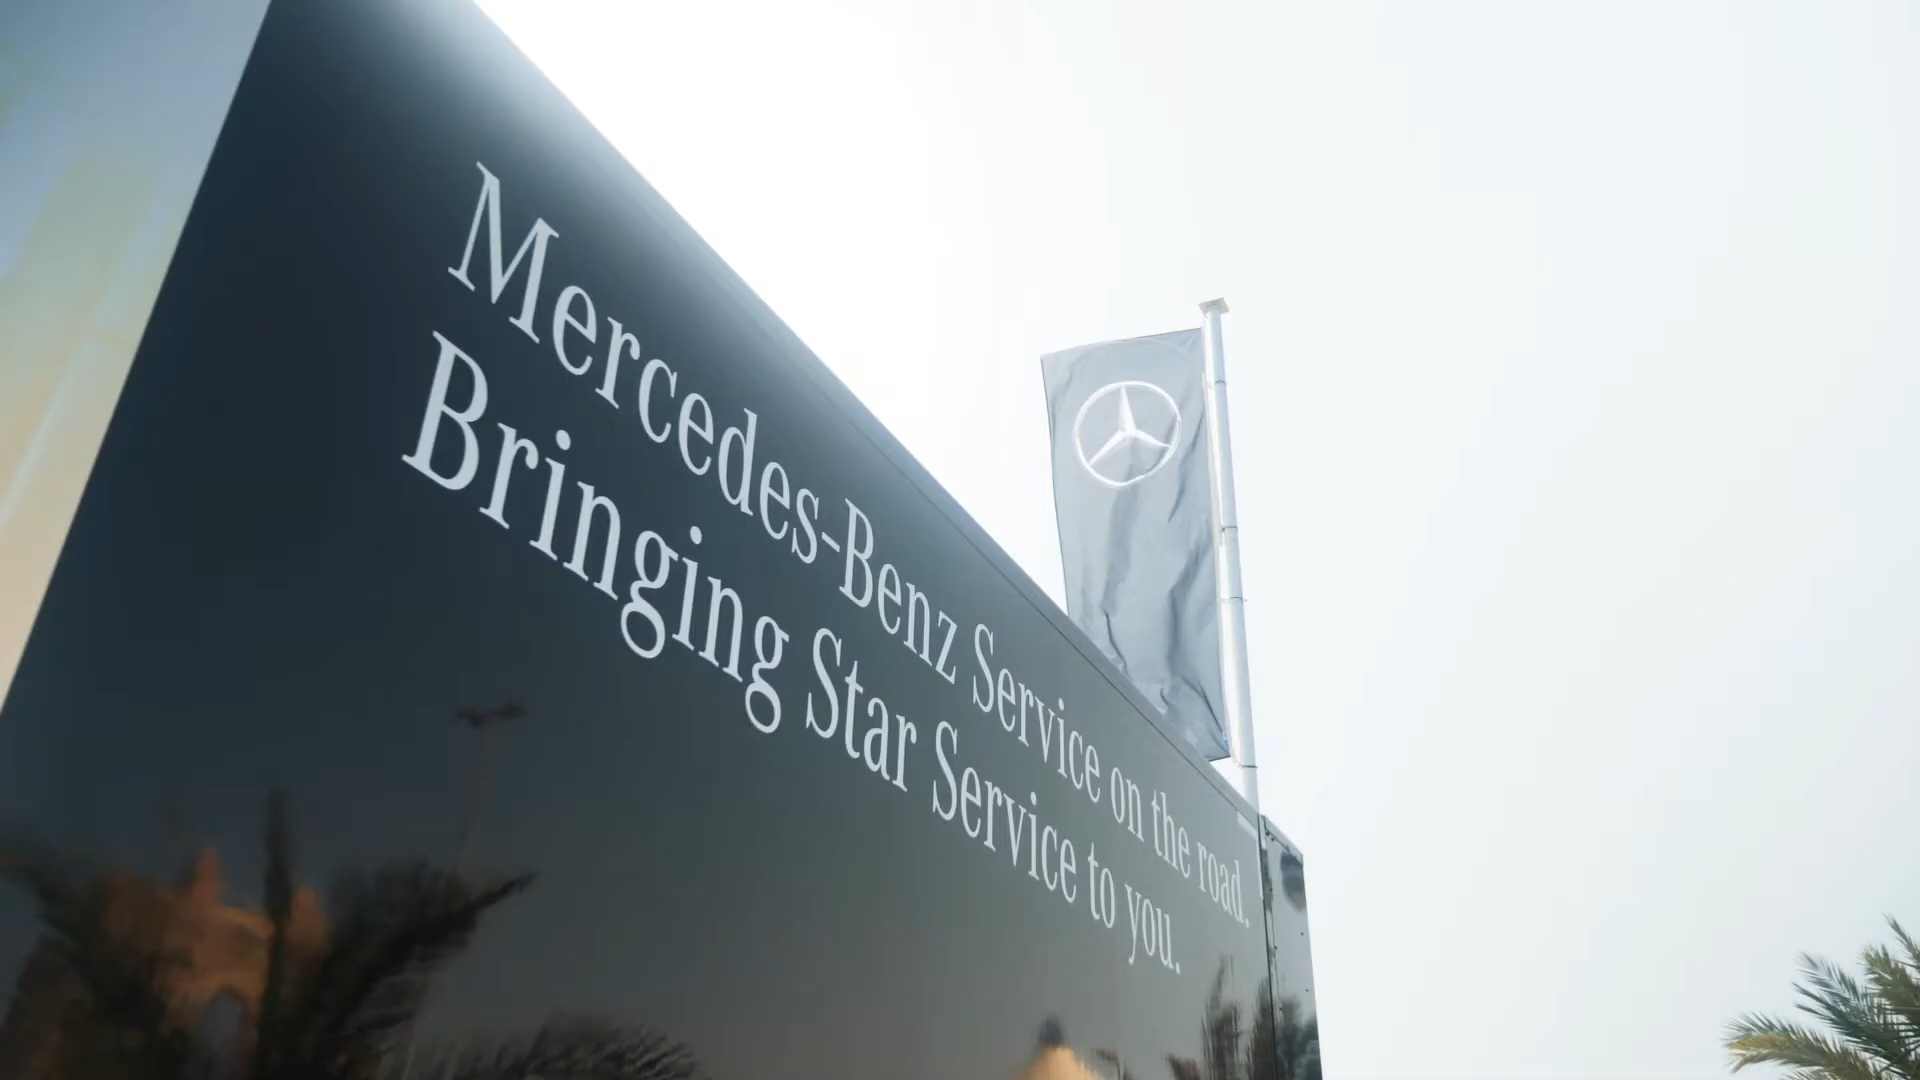 Mercedes-Benz Service on the road.
Bringing Star Service to you.